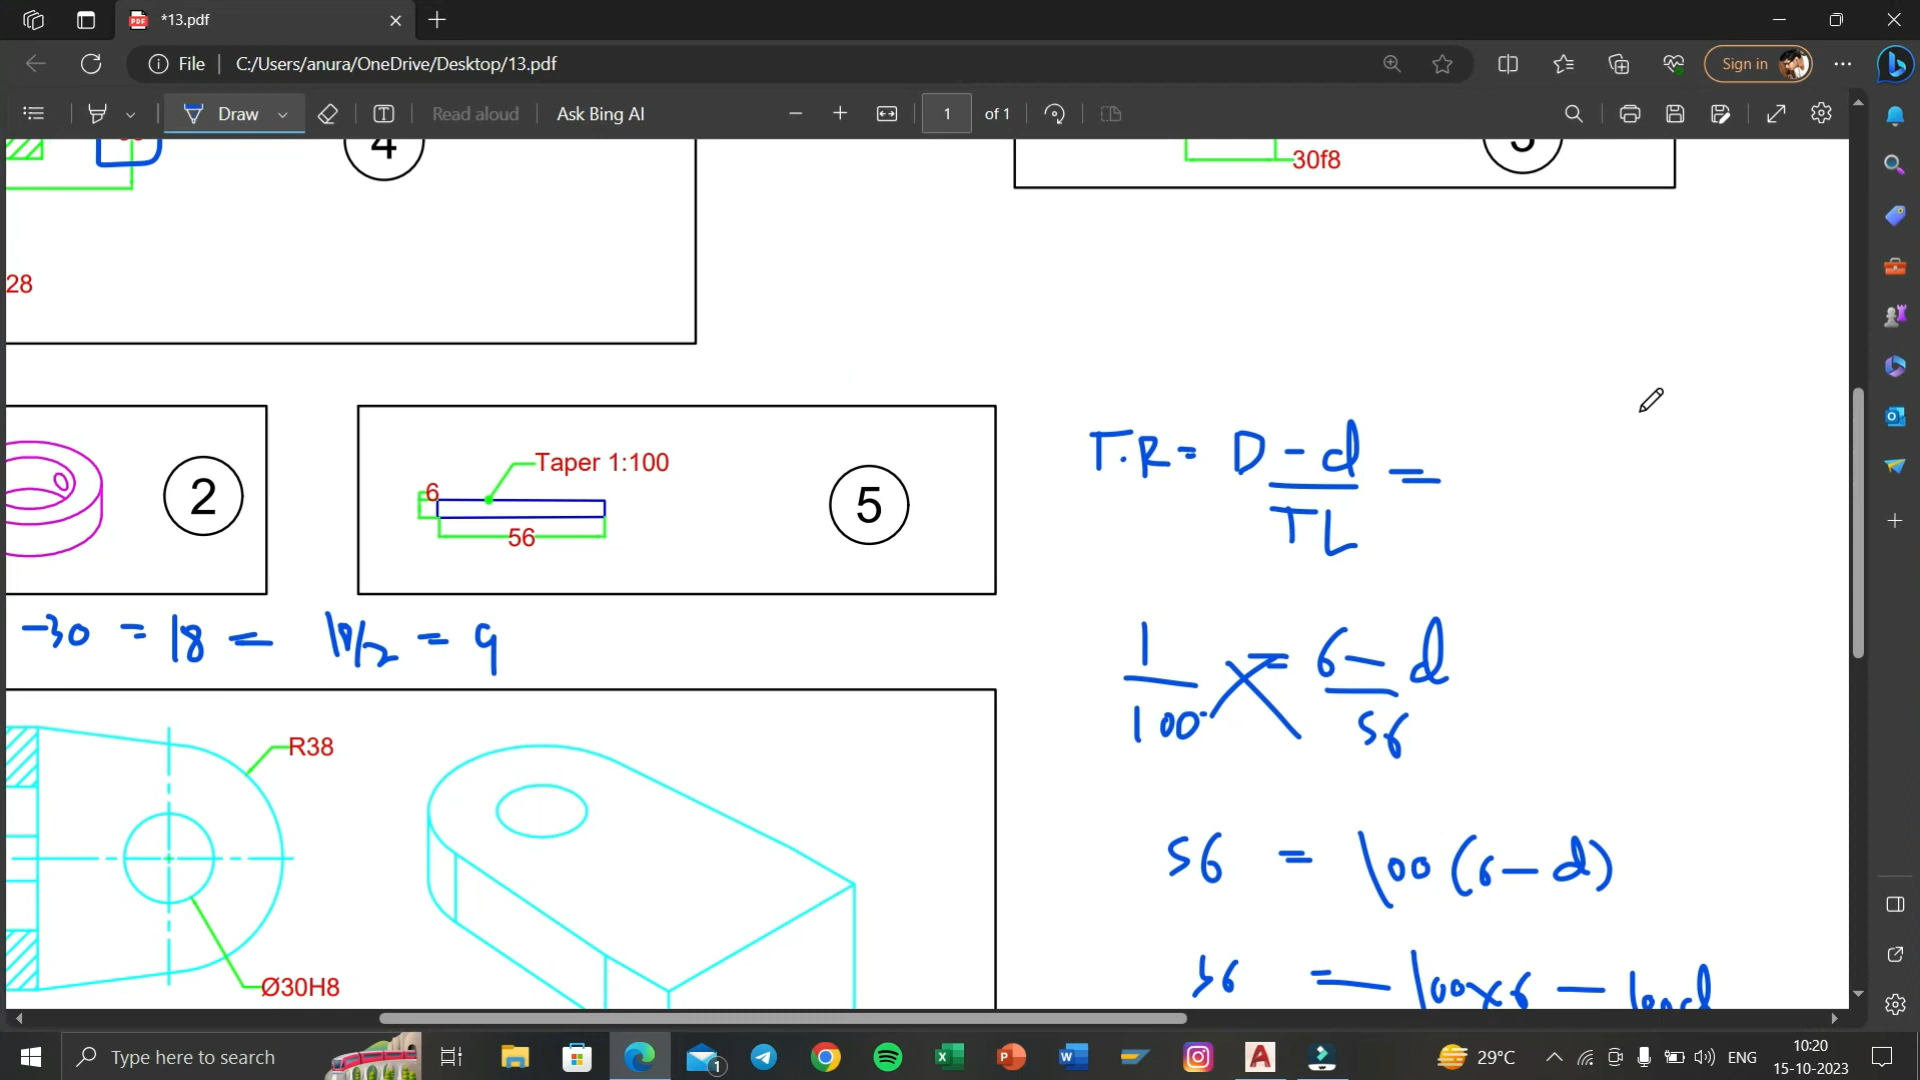 *13.pdf
File
C:/Users/anura/OneDrive/Desktop/13.pdf
Sign in
Draw
Read aloud
Ask Bing AI
1
of 1
4
30f8
28
T.R = D - d =
TL
Taper 1:100
6
2
5
56
-30 = 18 = 18/2 = 9
1 = 6 - d
100 56
R38
56 = 100 (6 - d)
Ø30H8
56 = 100x6 - 100d
Type here to search
1
29°C
ENG
10:20
15-10-2023